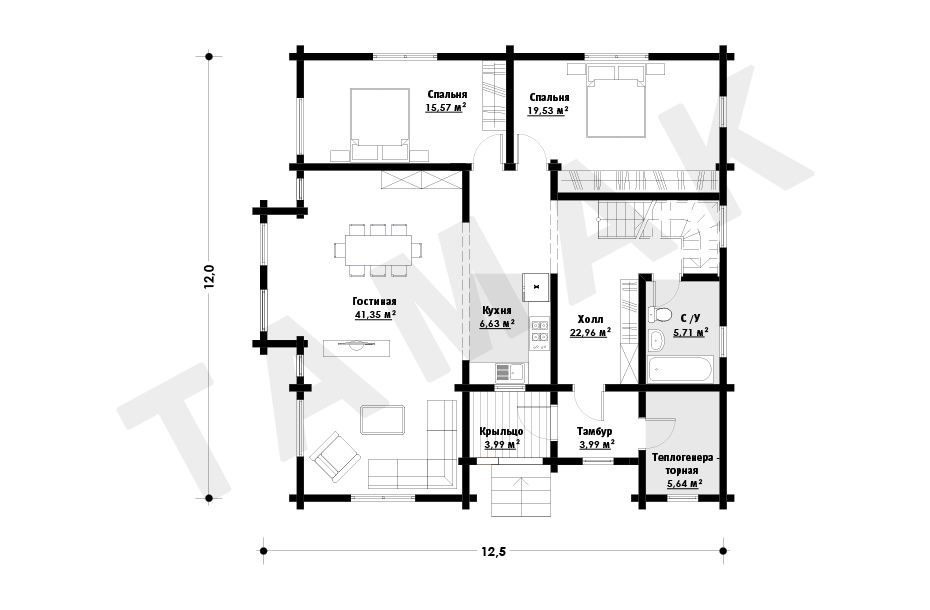 Спальня
15,57 м²
Спальня
19,53 м²
12,0
Гостиная
41,35 м²
Кухня
6,63 м²
Холл
22,96 м²
С /У
5,71 м²
Крыльцо
3,99 м²
Тамбур
3,99 м²
Теплогенера -
торная
5,64 м²
12,5
ТАМАК